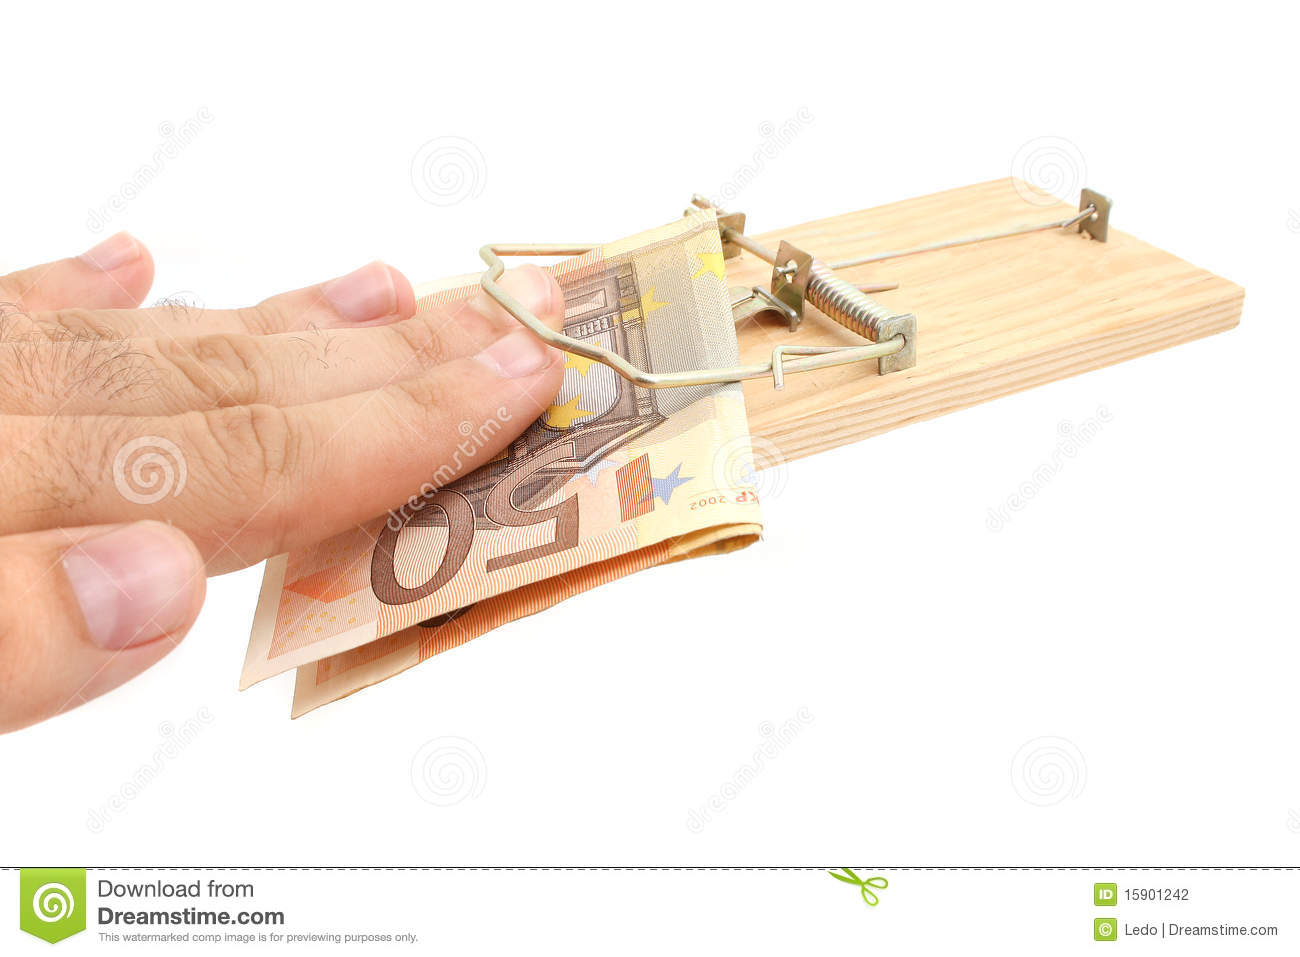 50
KP 2002
Download from
Dreamstime.com
This watermarked comp image is for previewing purposes only.
ID 15901242
© Ledo | Dreamstime.com
dreamstime